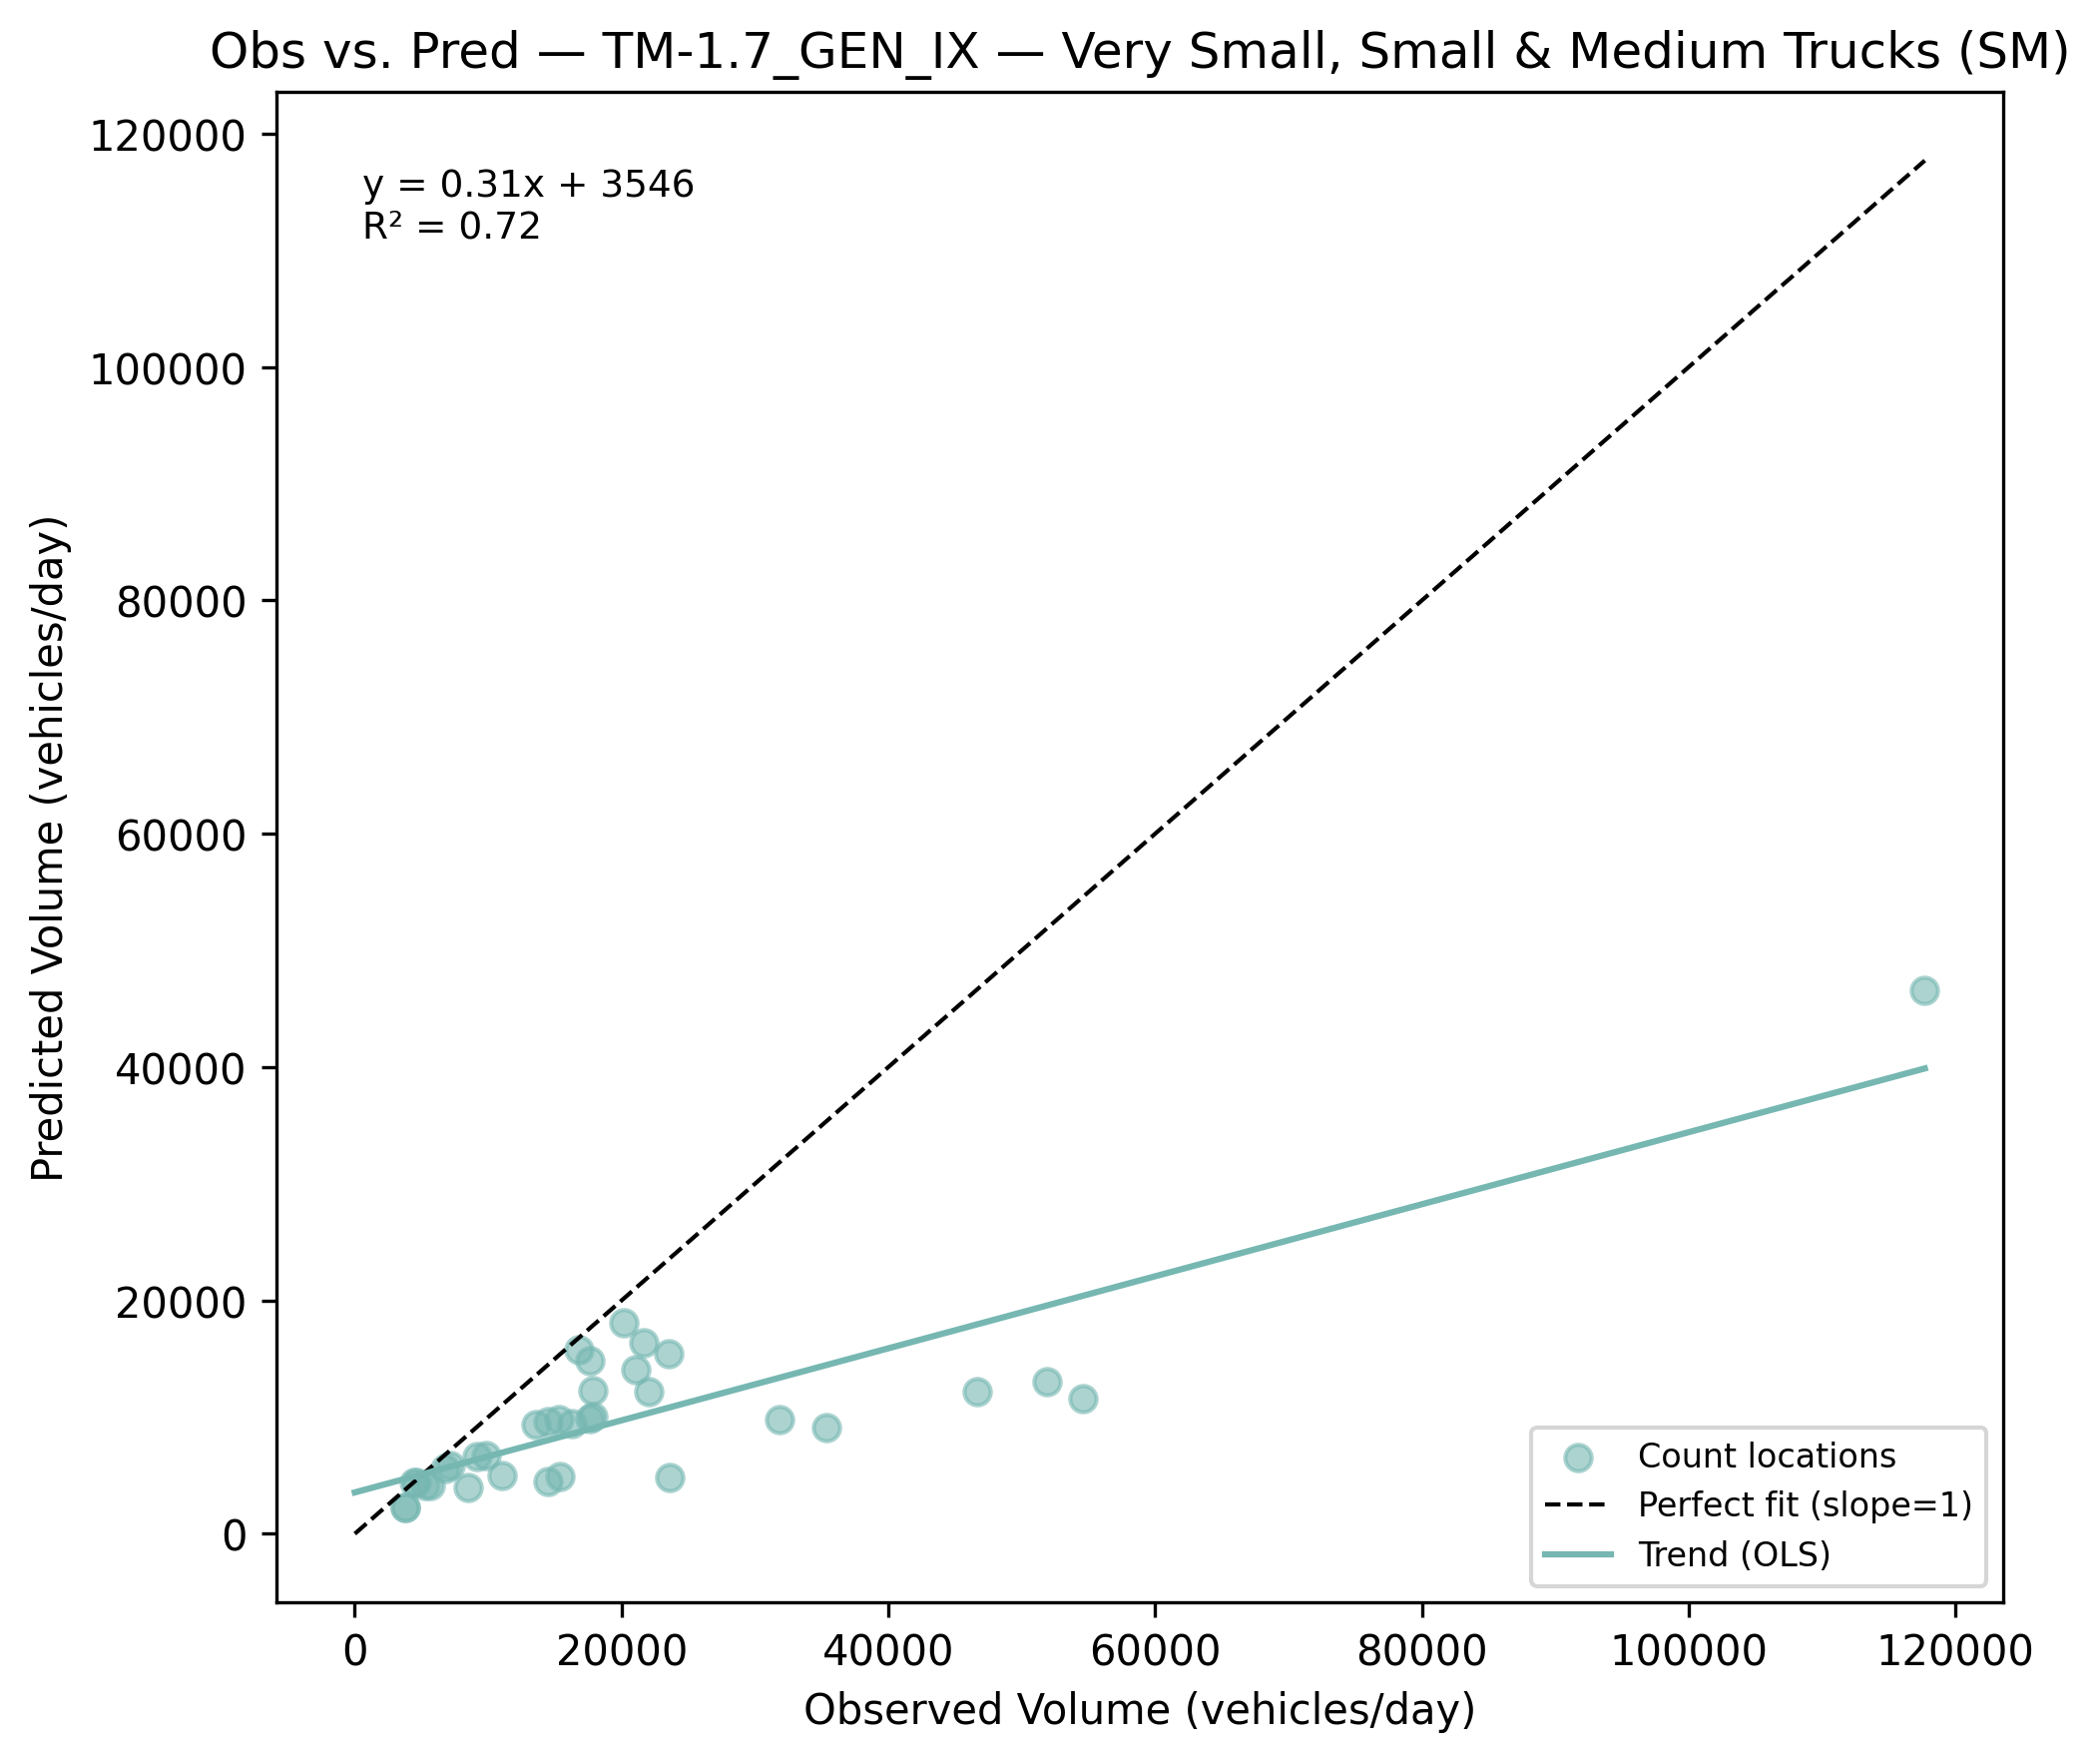 Obs vs. Pred — TM-1.7_GEN_IX — Very Small, Small & Medium Trucks (SM)
120000
100000
80000
60000
40000
20000
0
Predicted Volume (vehicles/day)
y = 0.31x + 3546
R² = 0.72
Count locations
Perfect fit (slope=1)
Trend (OLS)
0 20000 40000 60000 80000 100000 120000
Observed Volume (vehicles/day)